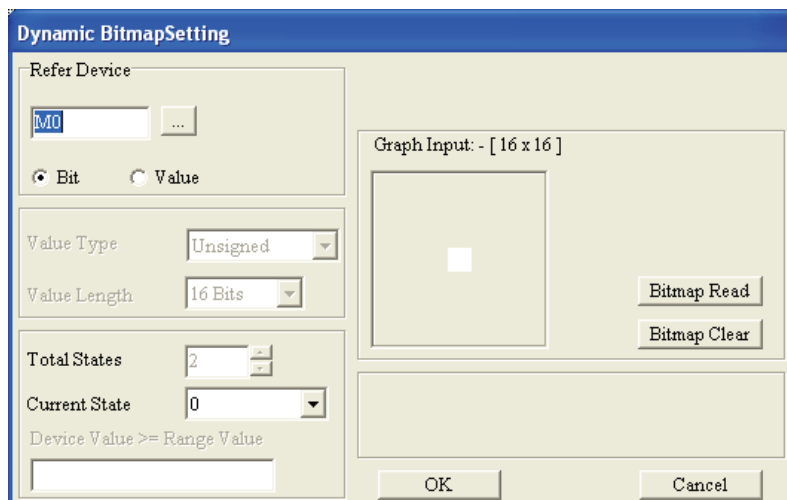 Dynamic BitmapSetting
Refer Device
M0
...
Bit
Value
Value Type
Unsigned
Value Length
16 Bits
Total States
2
Current State
0
Device Value >= Range Value
Graph Input: - [ 16 x 16 ]
Bitmap Read
Bitmap Clear
OK
Cancel